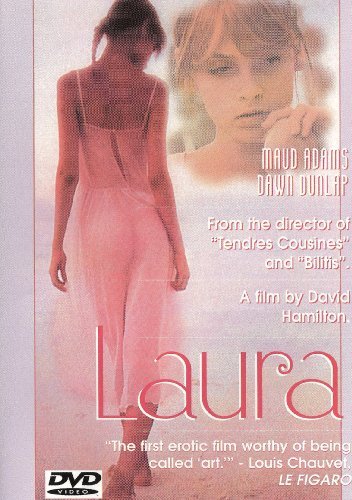 MAUD ADAMS
DAWN DUNLAP
From the director of
"Tendres Cousines"
and "Bilitis".
A film by David
Hamilton.
Laura
"The first erotic film worthy of being
called 'art.'" - Louis Chauvet,
LE FIGARO
DVD
VIDEO